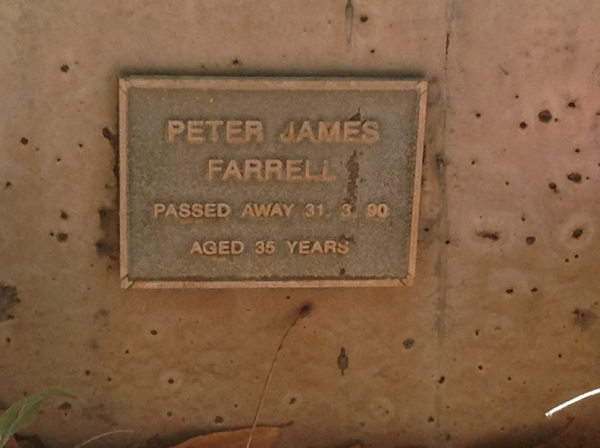 PETER JAMES
FARRELL
PASSED AWAY 31. 3. 90
AGED 35 YEARS